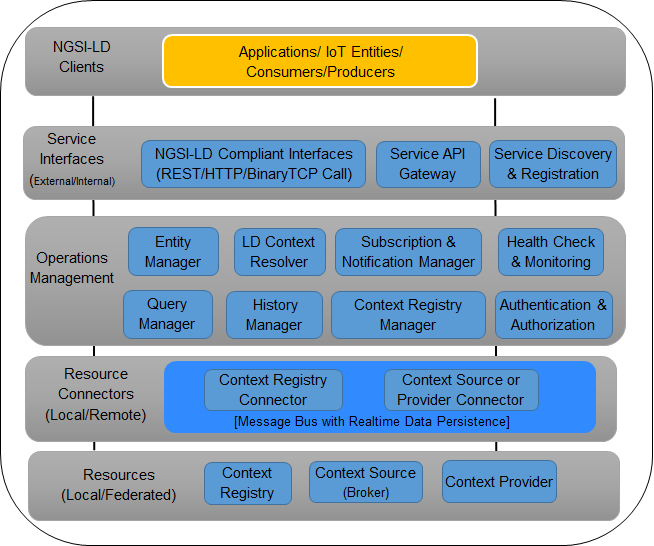 NGSI-LD
Clients
Applications/ IoT Entities/
Consumers/Producers
Service
Interfaces
(External/Internal)
NGSI-LD Compliant Interfaces
(REST/HTTP/BinaryTCP Call)
Service API
Gateway
Service Discovery
& Registration
Operations
Management
Entity
Manager
LD Context
Resolver
Subscription &
Notification Manager
Health Check
& Monitoring
Query
Manager
History
Manager
Context Registry
Manager
Authentication &
Authorization
Resource
Connectors
(Local/Remote)
Context Registry
Connector
Context Source or
Provider Connector
[Message Bus with Realtime Data Persistence]
Resources
(Local/Federated)
Context
Registry
Context Source
(Broker)
Context Provider